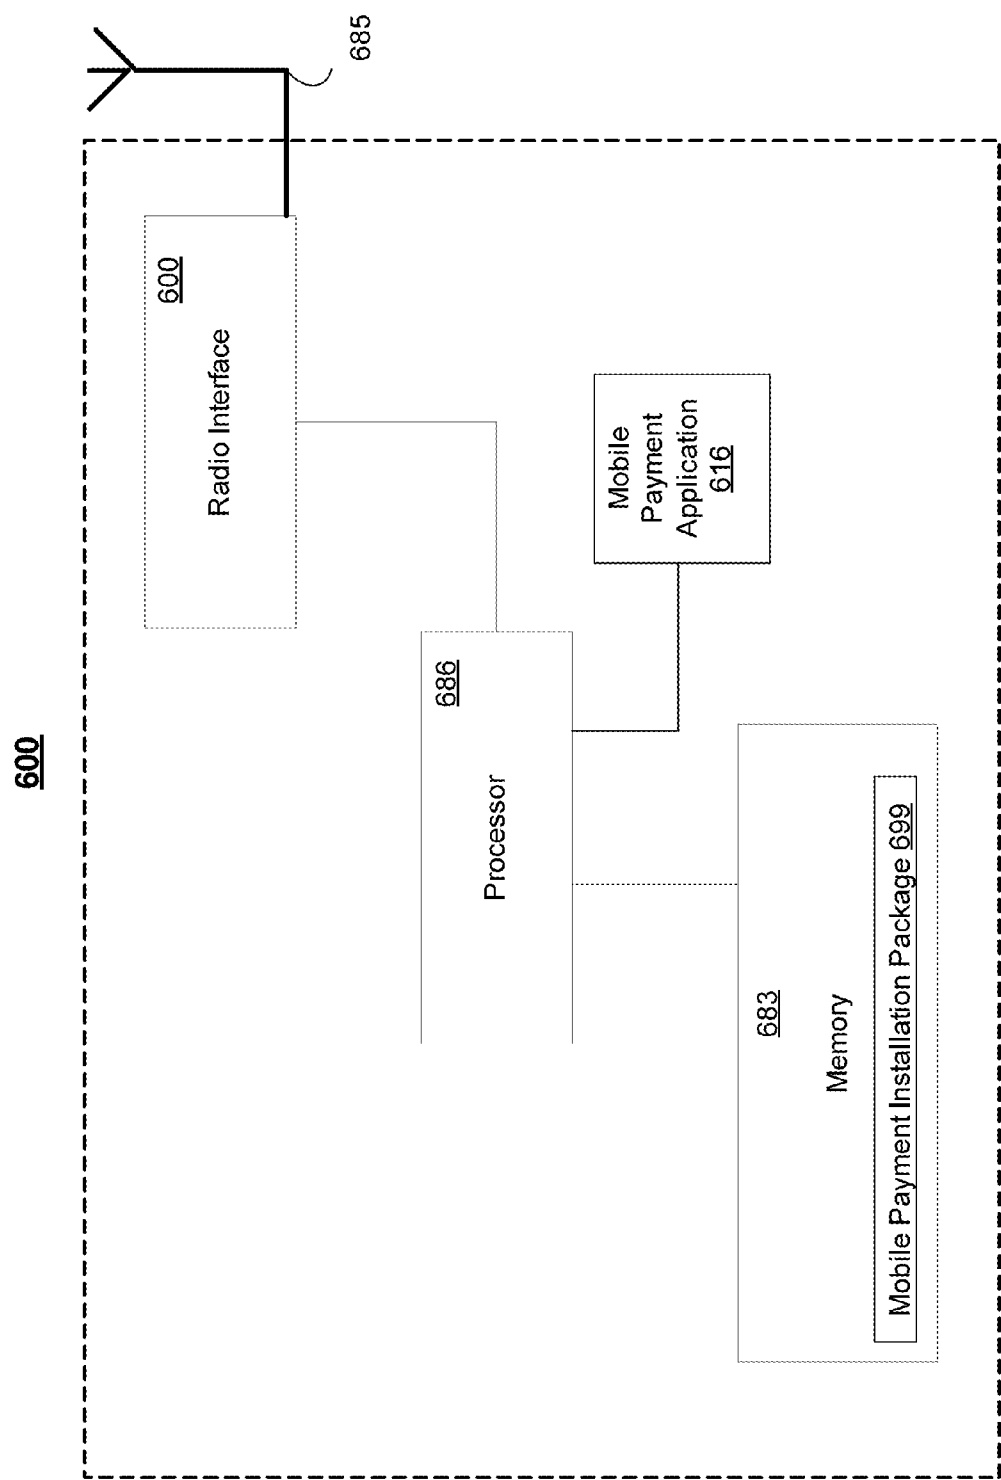 600
685
600
Radio Interface
686
Processor
Mobile
Payment
Application
616
683
Memory
Mobile Payment Installation Package 699